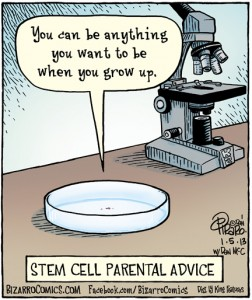 You can be anything
you want to be
when you grow up.
1-5-13
STEM CELL PARENTAL ADVICE
BIZARROCOMICS.COM Facebook.com/BizarroComics Dist. by King Features